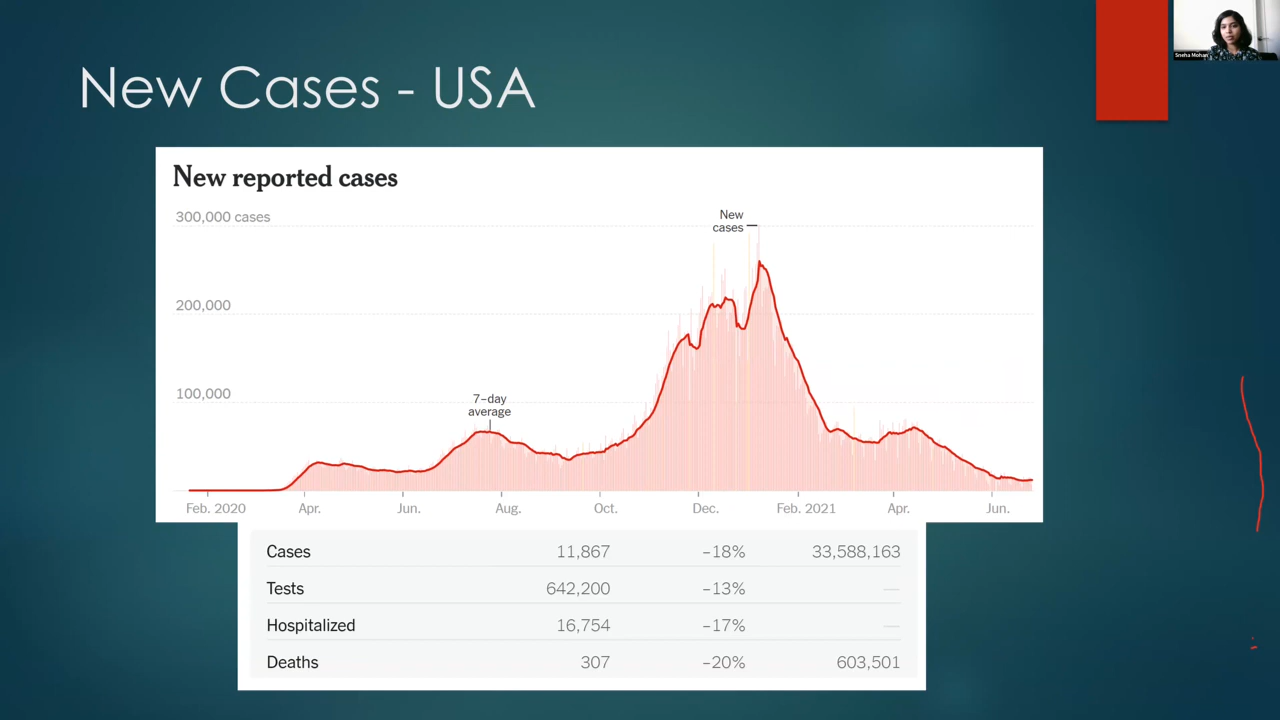 New Cases - USA
Sneha Mohan
New reported cases
300,000 cases
New
cases
200,000
100,000
7-day
average
Feb. 2020 Apr. Jun. Aug. Oct. Dec. Feb. 2021 Apr. Jun.
Cases 11,867 -18% 33,588,163
Tests 642,200 -13% —
Hospitalized 16,754 -17% —
Deaths 307 -20% 603,501